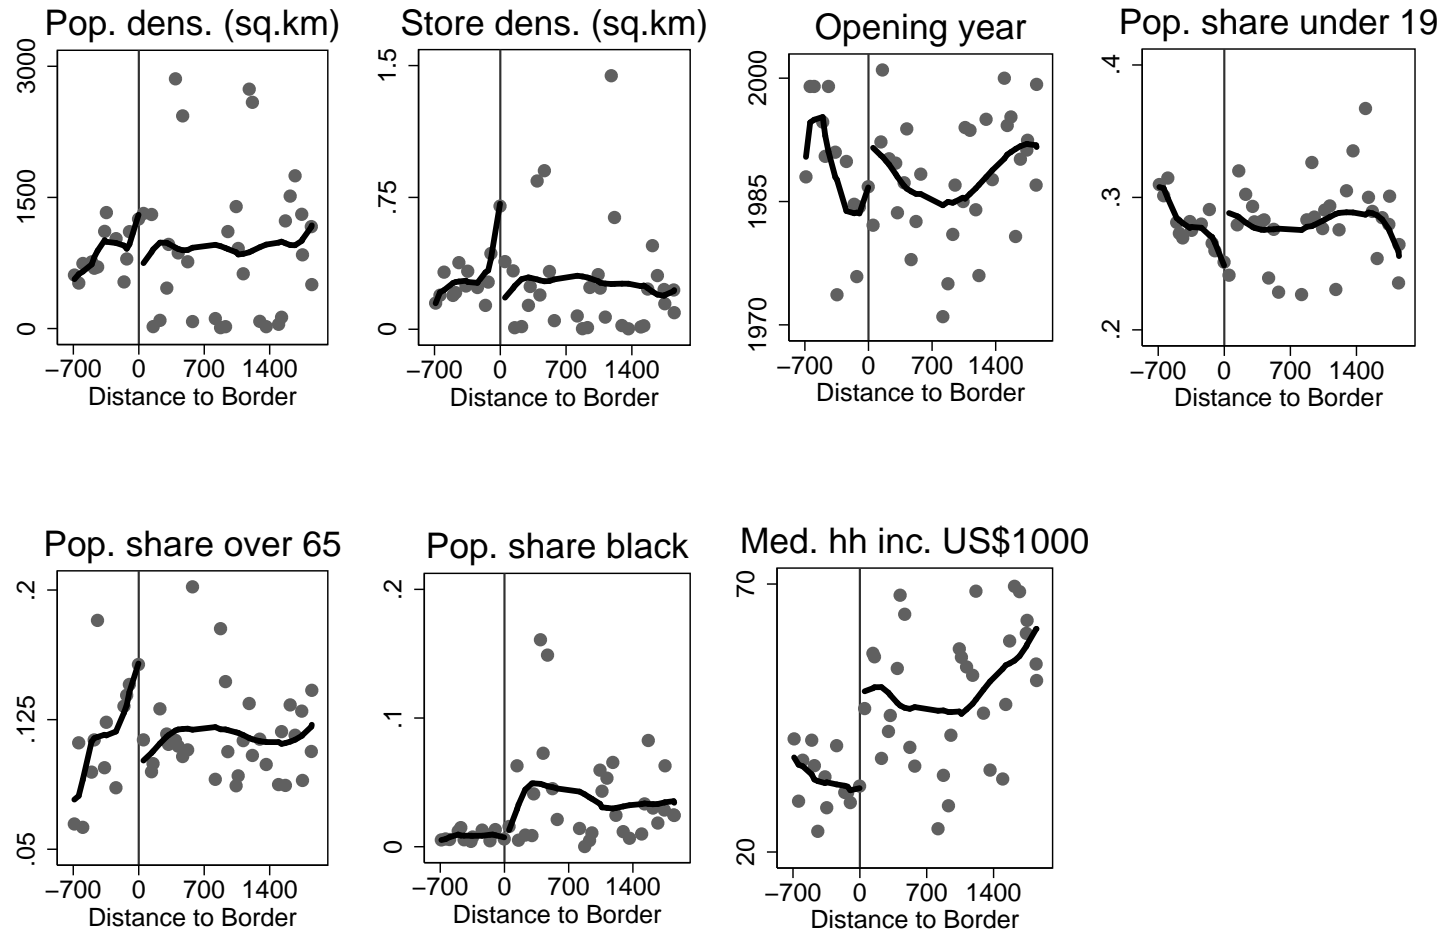 Pop. dens. (sq.km)
3000
1500
0
−700 0 700 1400
Distance to Border
Store dens. (sq.km)
1.5
.75
0
−700 0 700 1400
Distance to Border
Opening year
2000
1985
1970
−700 0 700 1400
Distance to Border
Pop. share under 19
.4
.3
.2
−700 0 700 1400
Distance to Border
Pop. share over 65
.2
.125
.05
−700 0 700 1400
Distance to Border
Pop. share black
.2
.1
0
−700 0 700 1400
Distance to Border
Med. hh inc. US$1000
70
20
−700 0 700 1400
Distance to Border